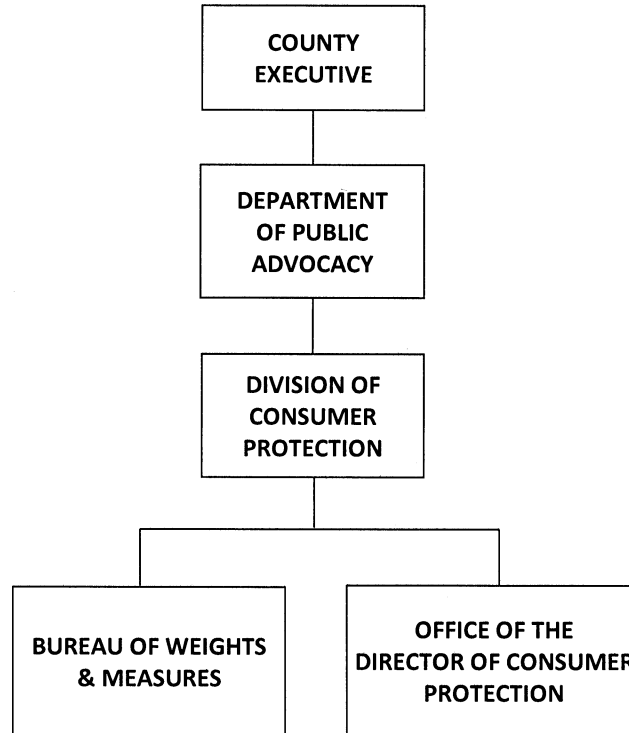 COUNTY
EXECUTIVE
DEPARTMENT
OF PUBLIC
ADVOCACY
DIVISION OF
CONSUMER
PROTECTION
BUREAU OF WEIGHTS
& MEASURES
OFFICE OF THE
DIRECTOR OF CONSUMER
PROTECTION